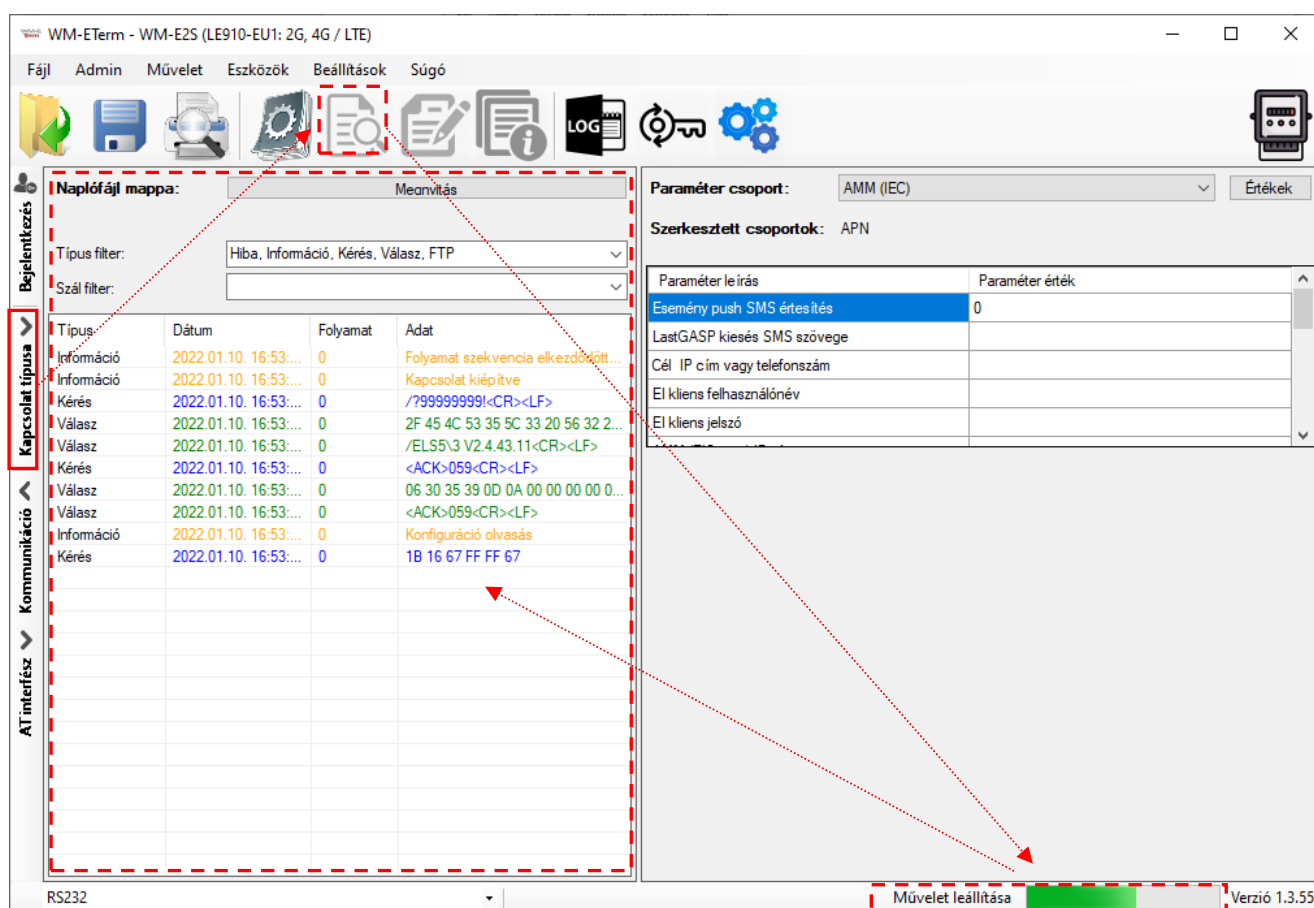 WM-ETerm - WM-E2S (LE910-EU1: 2G, 4G / LTE)
Fájl Admin Művelet Eszközök Beállítások Súgó
LOG
Bejelentkezés
Kapcsolat típusa
Kommunikáció
AT interfész
Naplófájl mappa: Megnyitás
Típus filter: Hiba, Információ, Kérés, Válasz, FTP
Szál filter:
Típus Dátum Folyamat Adat
Információ 2022.01.10. 16:53:... 0 Folyamat szekvencia elkezdődött...
Információ 2022.01.10. 16:53:... 0 Kapcsolat kiépítve
Kérés 2022.01.10. 16:53:... 0 /?99999999!<CR><LF>
Válasz 2022.01.10. 16:53:... 0 2F 45 4C 53 35 5C 33 20 56 32 2...
Válasz 2022.01.10. 16:53:... 0 /ELS5\3 V2.4.43.11<CR><LF>
Kérés 2022.01.10. 16:53:... 0 <ACK>059<CR><LF>
Válasz 2022.01.10. 16:53:... 0 06 30 35 39 0D 0A 00 00 00 00 0...
Válasz 2022.01.10. 16:53:... 0 <ACK>059<CR><LF>
Információ 2022.01.10. 16:53:... 0 Konfiguráció olvasás
Kérés 2022.01.10. 16:53:... 0 1B 16 67 FF FF 67
Paraméter csoport: AMM (IEC) Értékek
Szerkesztett csoportok: APN
Paraméter leírás Paraméter érték
Esemény push SMS értesítés 0
LastGASP kiesés SMS szövege
Cél IP cím vagy telefonszám
EI kliens felhasználónév
EI kliens jelszó
RS232 Művelet leállítása Verzió 1.3.55